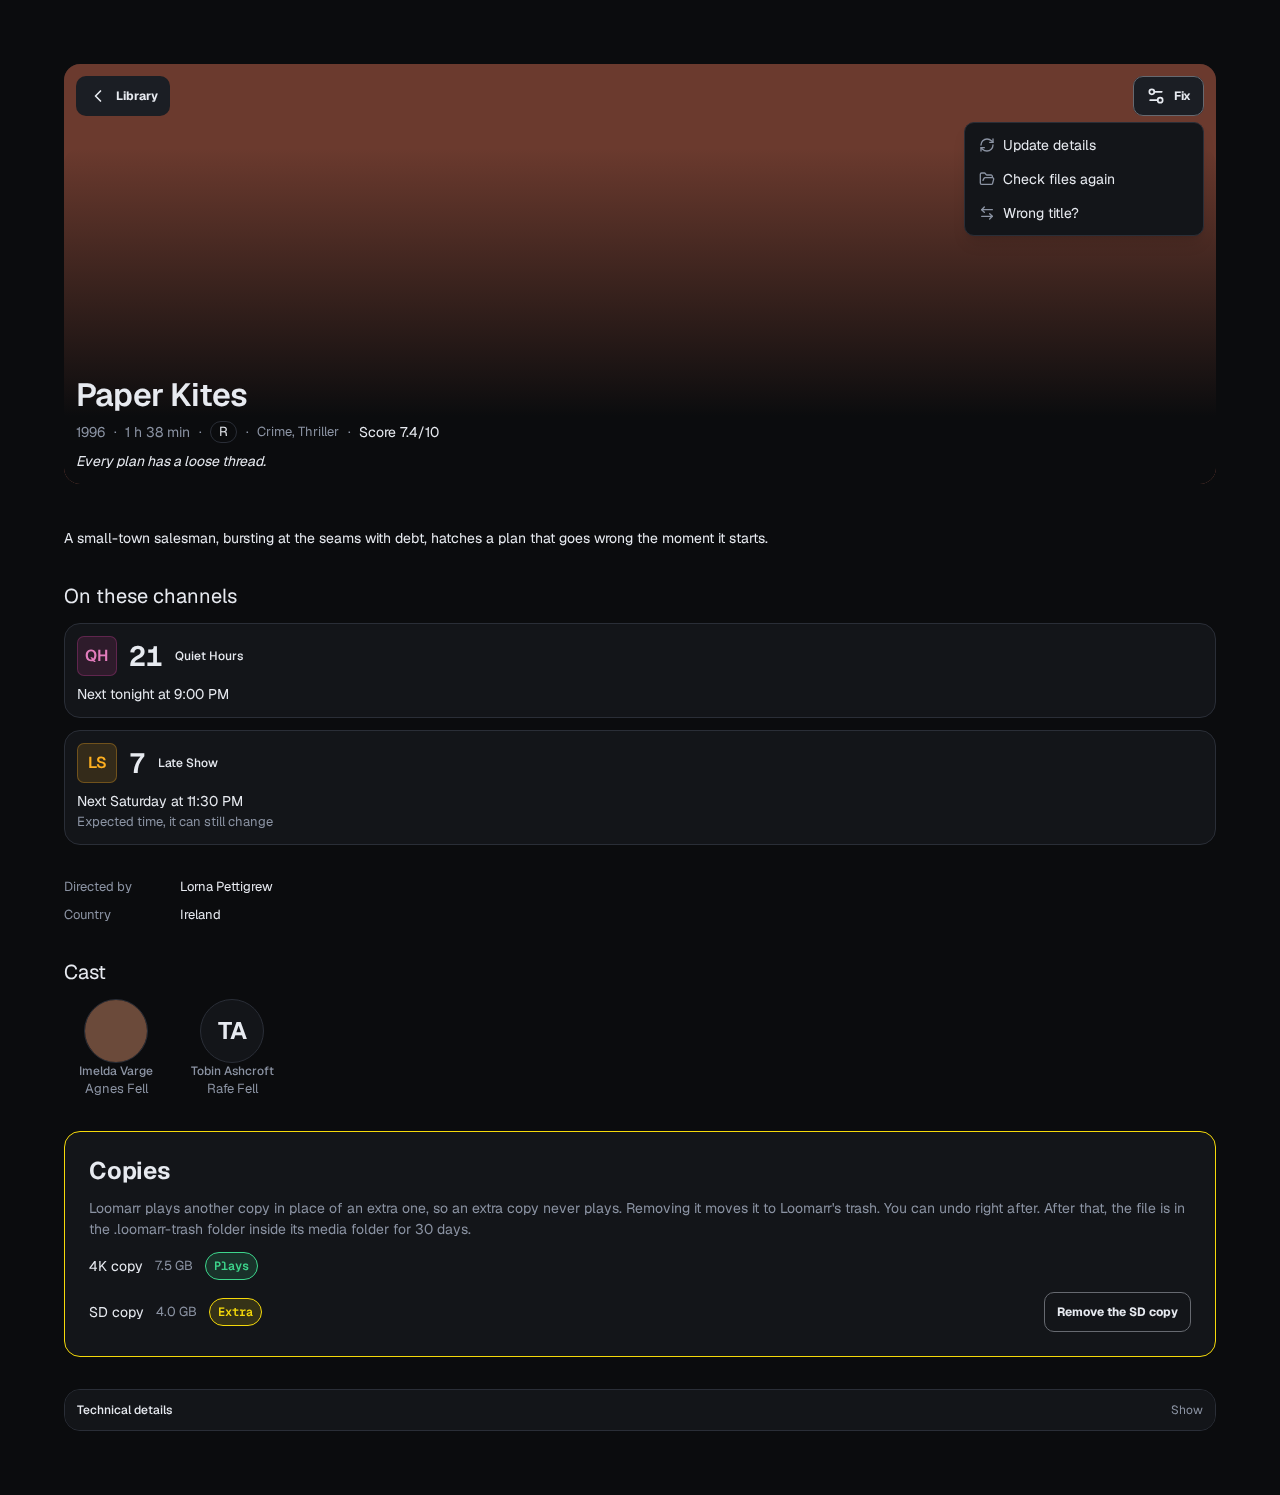 Library
Fix
Update details
Check files again
Wrong title?
Paper Kites
1996 · 1 h 38 min · R · Crime, Thriller · Score 7.4/10
Every plan has a loose thread.
A small-town salesman, bursting at the seams with debt, hatches a plan that goes wrong the moment it starts.
On these channels
QH 21 Quiet Hours
Next tonight at 9:00 PM
LS 7 Late Show
Next Saturday at 11:30 PM
Expected time, it can still change
Directed by Lorna Pettigrew
Country Ireland
Cast
TA
Imelda Varge Tobin Ashcroft
Agnes Fell Rafe Fell
Copies
Loomarr plays another copy in place of an extra one, so an extra copy never plays. Removing it moves it to Loomarr's trash. You can undo right after. After that, the file is in
the .loomarr-trash folder inside its media folder for 30 days.
4K copy 7.5 GB Plays
SD copy 4.0 GB Extra Remove the SD copy
Technical details Show